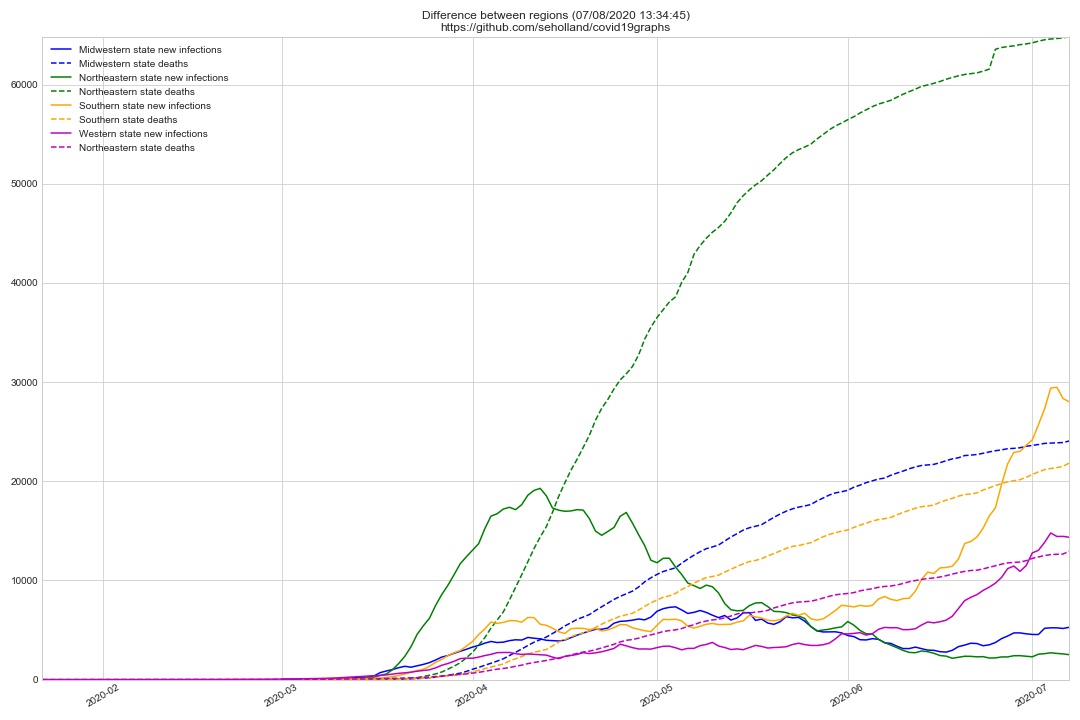 Difference between regions (07/08/2020 13:34:45)
https://github.com/seholland/covid19graphs
Midwestern state new infections
Midwestern state deaths
Northeastern state new infections
Northeastern state deaths
Southern state new infections
Southern state deaths
Western state new infections
Northeastern state deaths
60000
50000
40000
30000
20000
10000
0
2020-02
2020-03
2020-04
2020-05
2020-06
2020-07